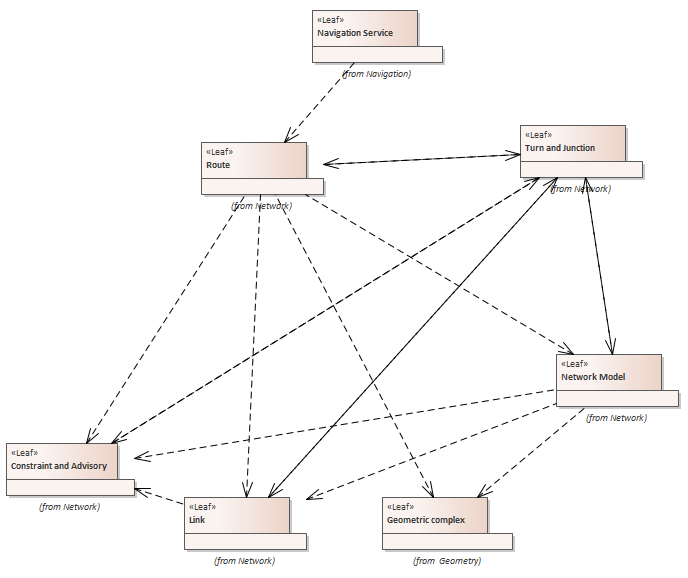 «Leaf»
Navigation Service
(from Navigation)
«Leaf»
Turn and Junction
(from Network)
«Leaf»
Route
(from Network)
«Leaf»
Network Model
(from Network)
«Leaf»
Constraint and Advisory
(from Network)
«Leaf»
Link
(from Network)
«Leaf»
Geometric complex
(from Geometry)